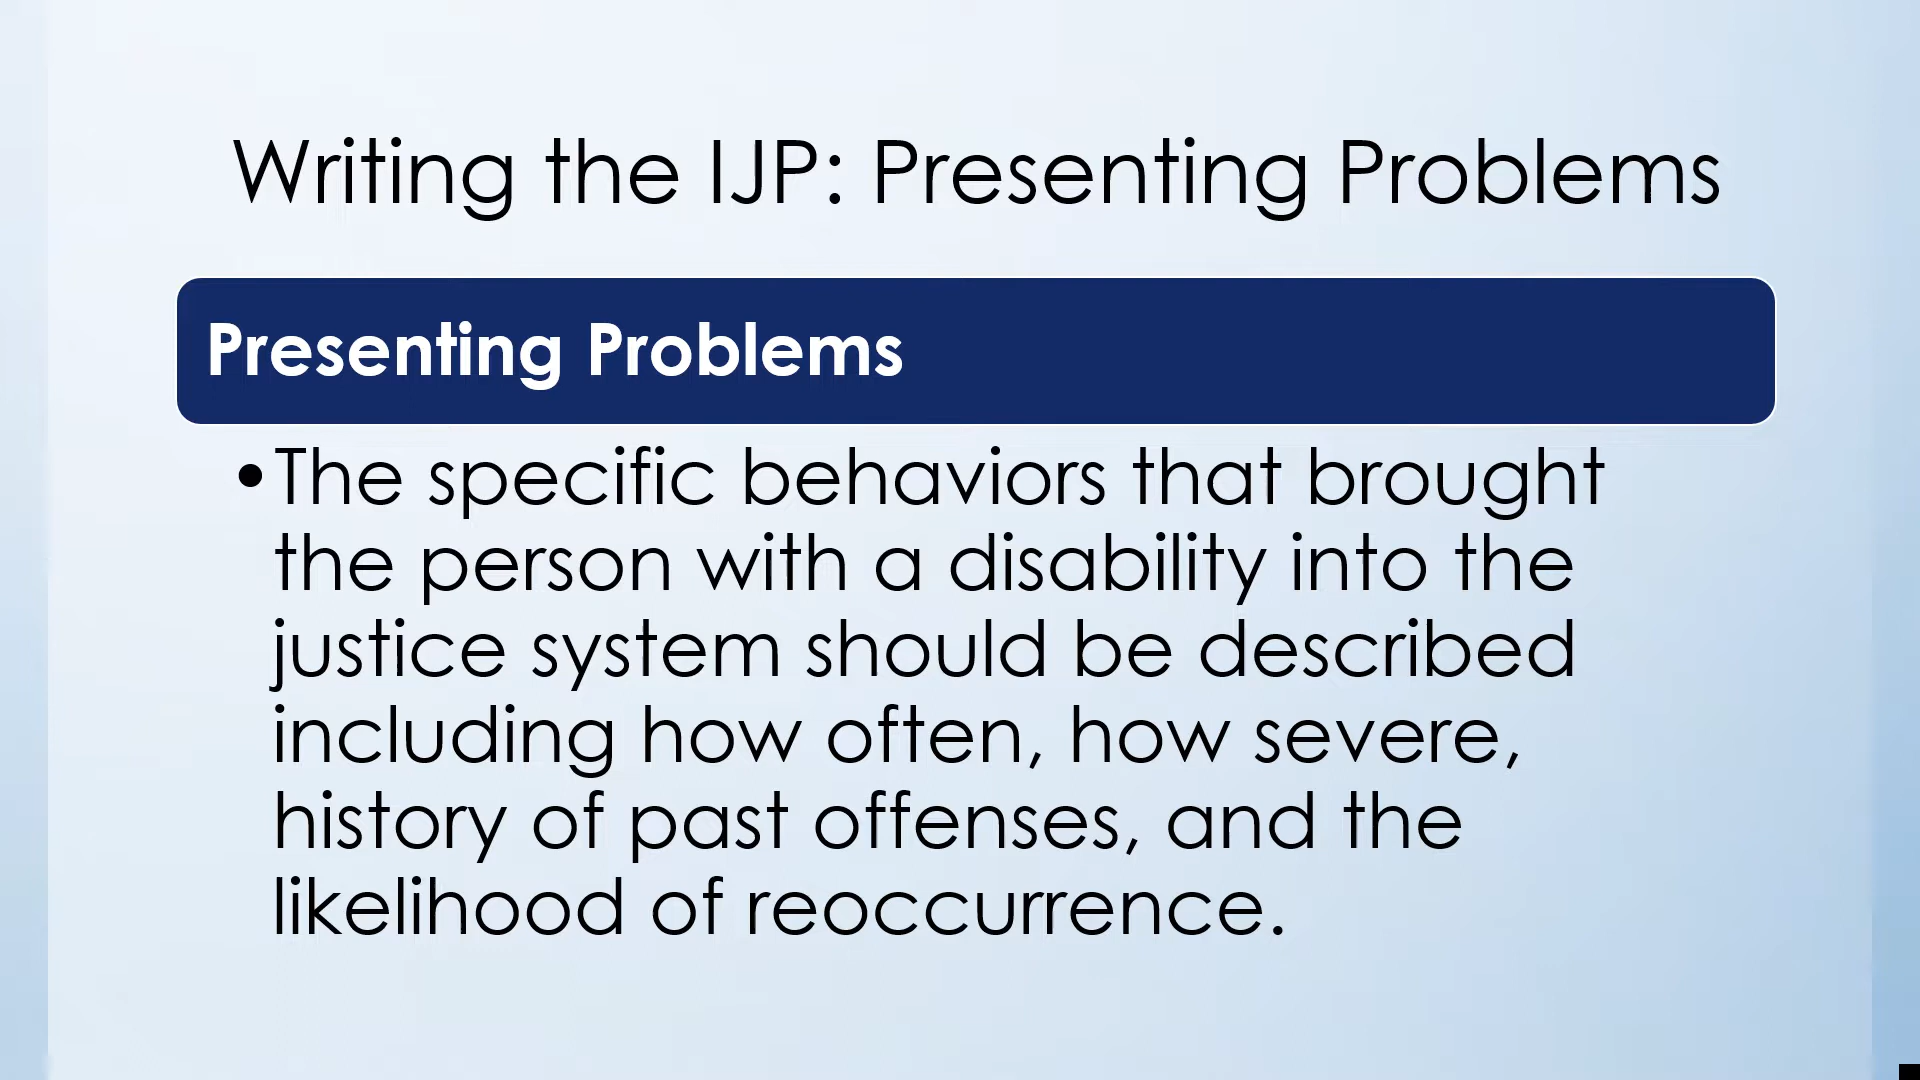 Writing the IJP: Presenting Problems
Presenting Problems
•The specific behaviors that brought
the person with a disability into the
justice system should be described
including how often, how severe,
history of past offenses, and the
likelihood of reoccurrence.